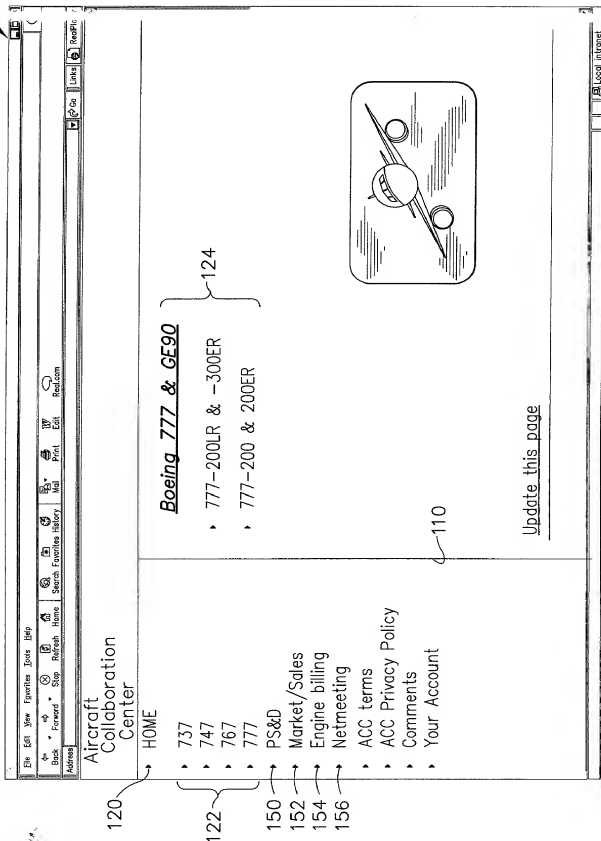 File Edit View Favorites Tools Help
Back Forward Stop Refresh Home Search Favorites History Mail Print Edit Real.com
Address Go Links
Aircraft
Collaboration
Center
120 HOME
122 737
747
767
777
150 PS&D
152 Market/Sales
154 Engine billing
156 Netmeeting
ACC terms
ACC Privacy Policy
Comments
Your Account
110
Boeing 777 & GE90
777-200LR & -300ER
777-200 & 200ER
124
Update this page
Local intranet